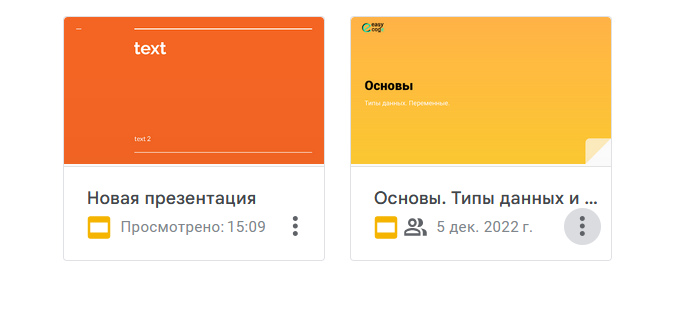 text
text 2
Новая презентация
Просмотрено: 15:09
easy
Основы
Типы данных. Переменные.
Основы. Типы данных и ...
5 дек. 2022 г.